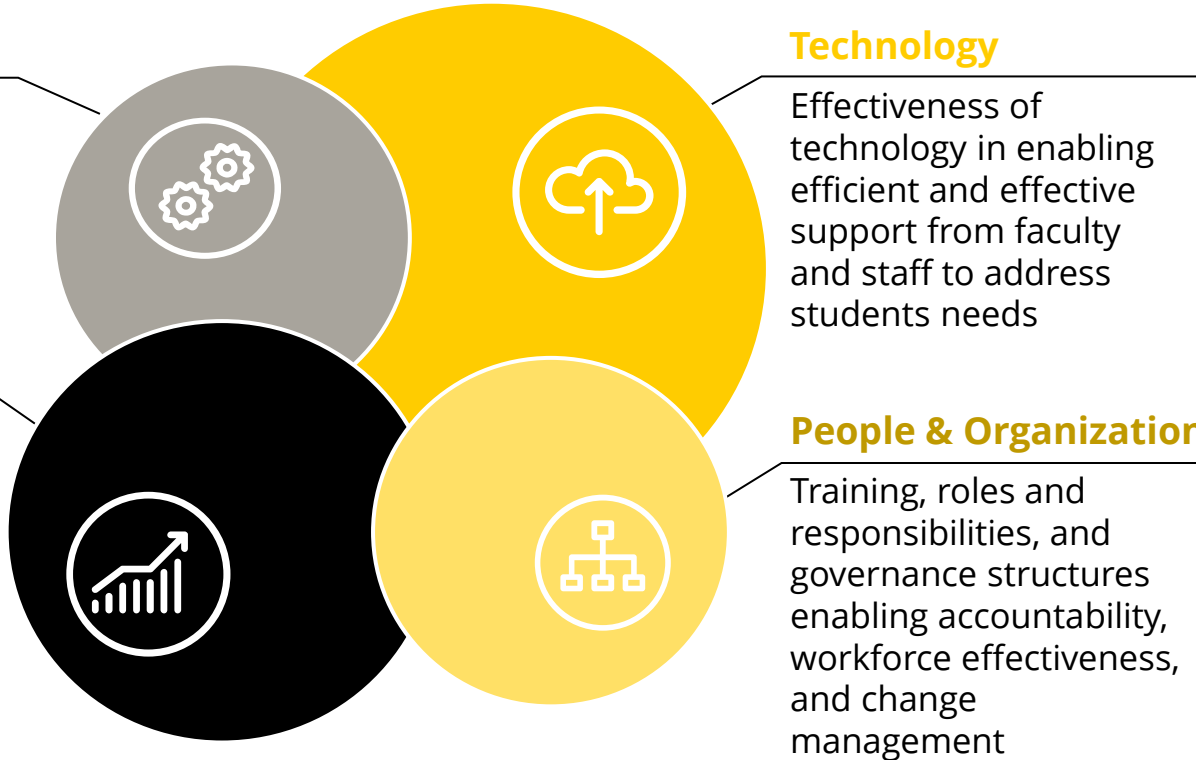 Technology
Effectiveness of
technology in enabling
efficient and effective
support from faculty
and staff to address
students needs
People & Organization
Training, roles and
responsibilities, and
governance structures
enabling accountability,
workforce effectiveness,
and change
management